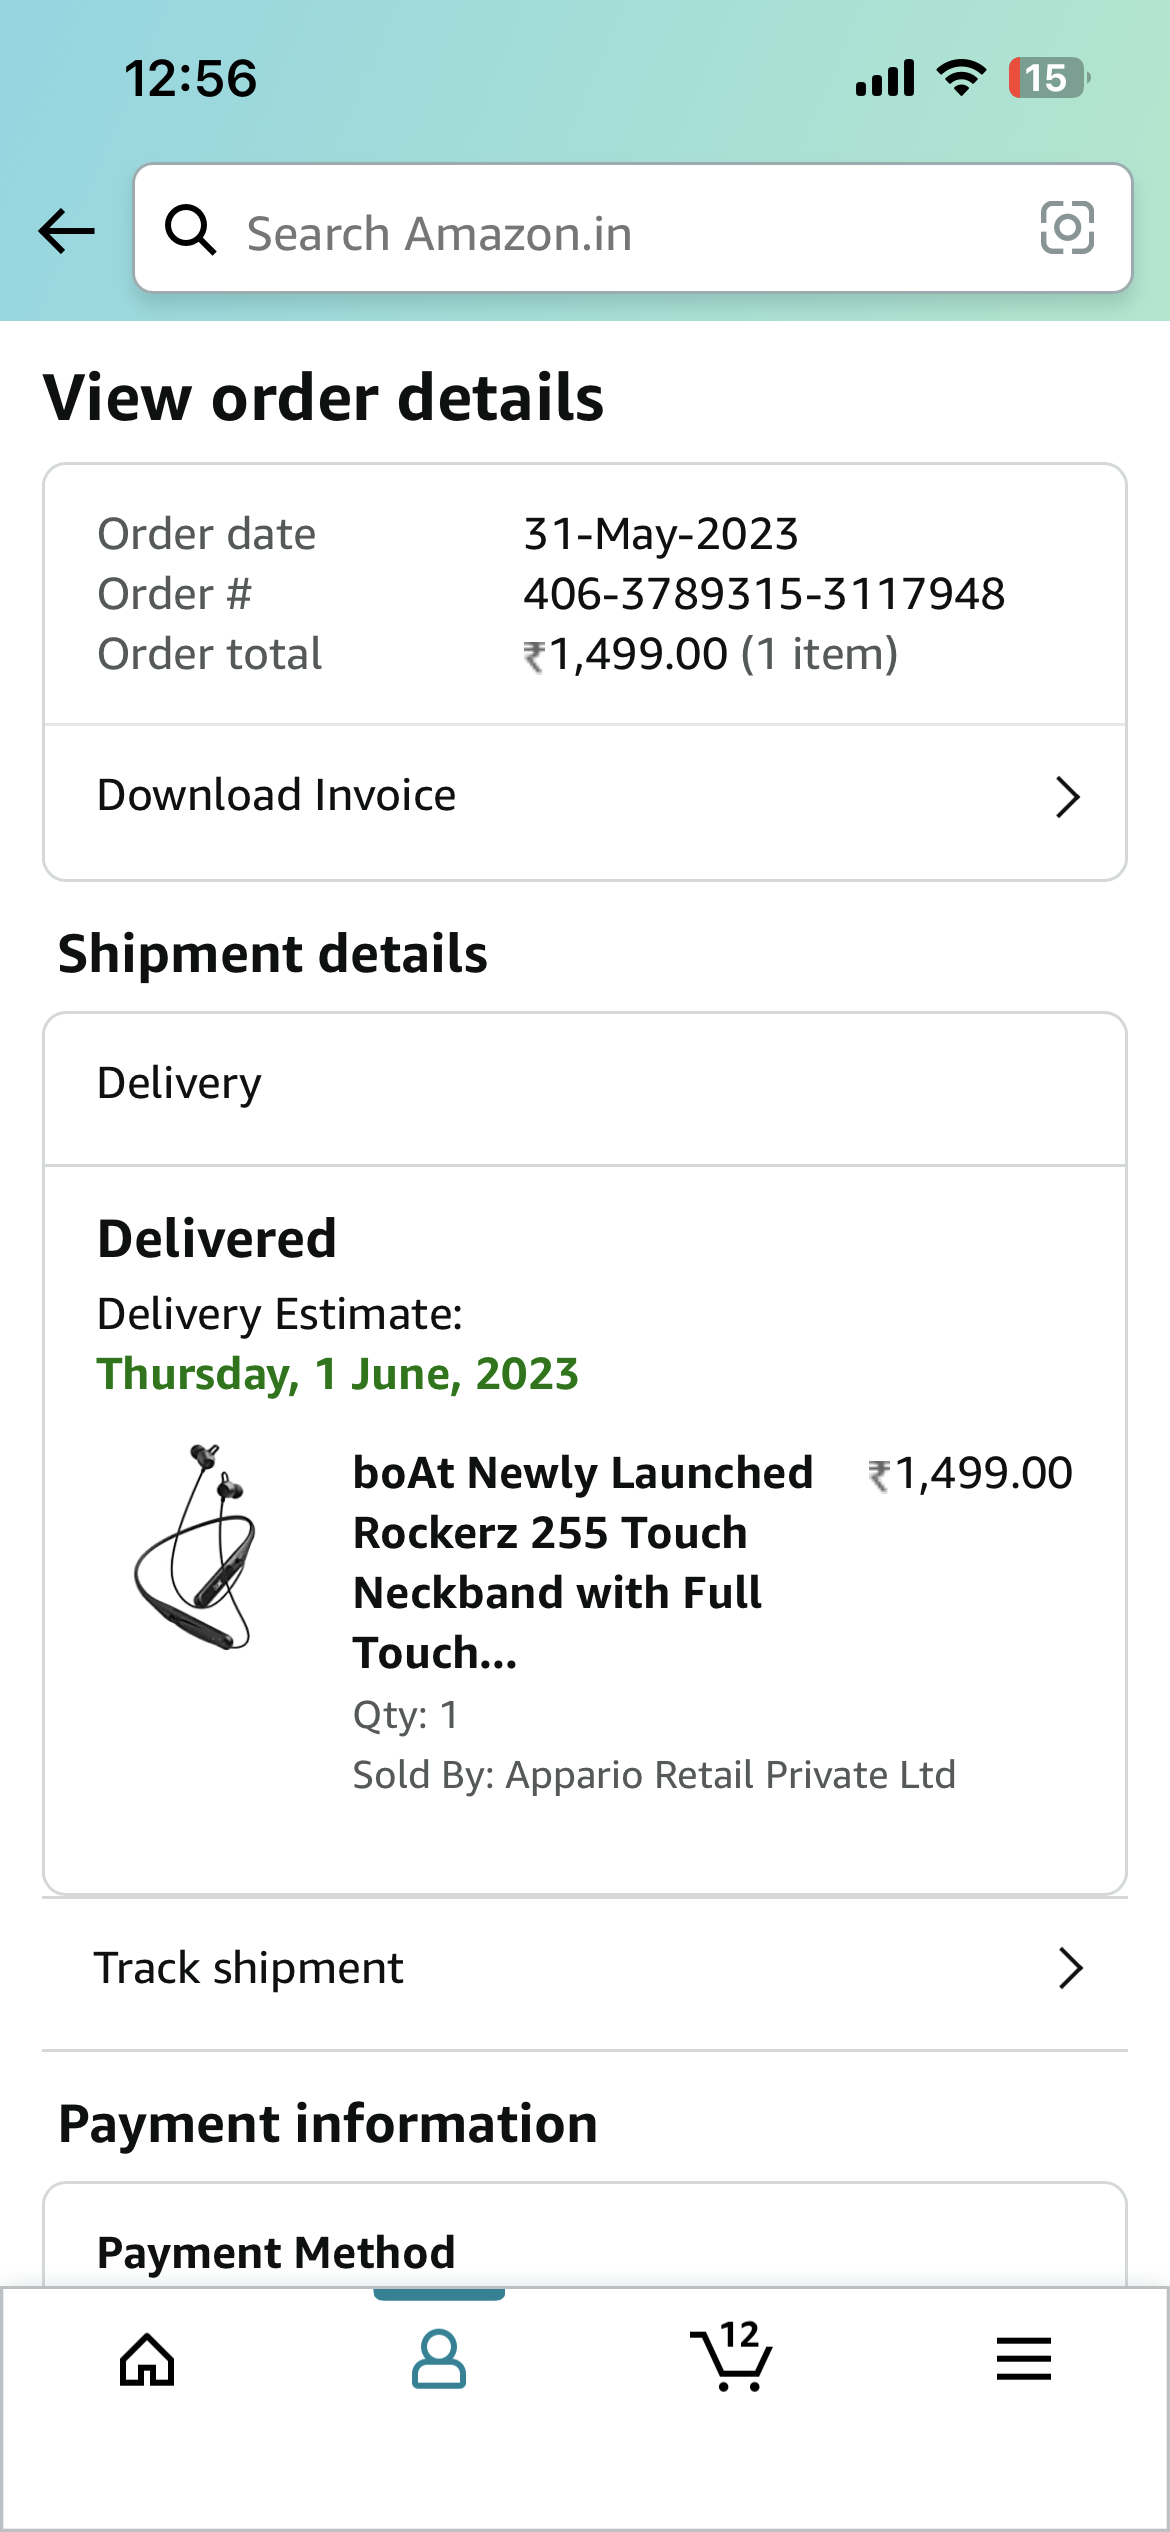 12:56
15
Search Amazon.in
View order details
Order date 31-May-2023
Order # 406-3789315-3117948
Order total ₹1,499.00 (1 item)
Download Invoice
Shipment details
Delivery
Delivered
Delivery Estimate:
Thursday, 1 June, 2023
boAt Newly Launched ₹1,499.00
Rockerz 255 Touch
Neckband with Full
Touch...
Qty: 1
Sold By: Appario Retail Private Ltd
Track shipment
Payment information
Payment Method
12